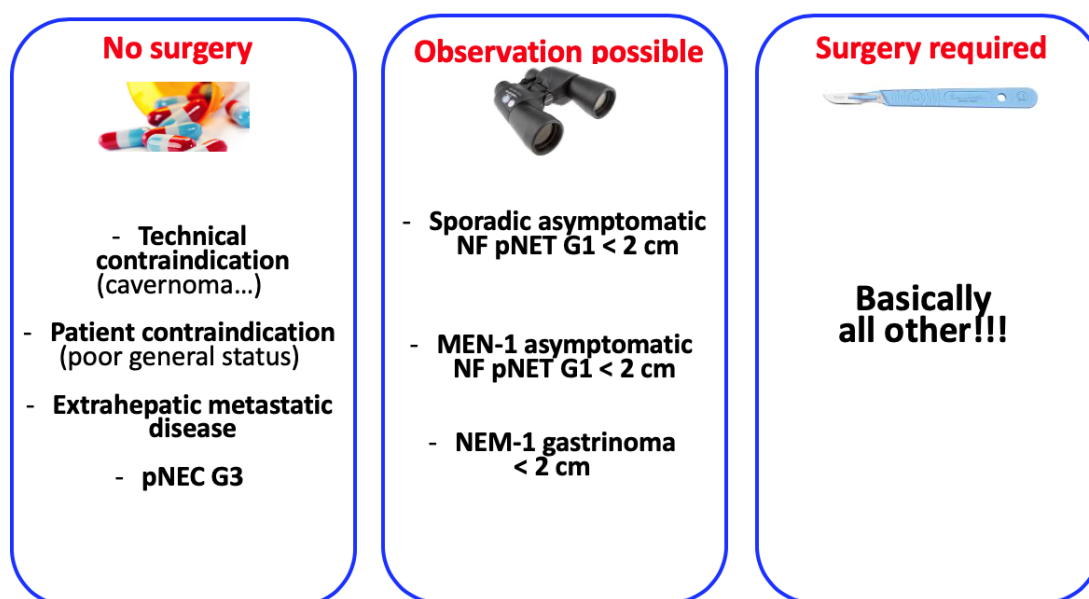 No surgery
- Technical
contraindication
(cavernoma...)
- Patient contraindication
(poor general status)
- Extrahepatic metastatic
disease
- pNEC G3
Observation possible
- Sporadic asymptomatic
NF pNET G1 < 2 cm
- MEN-1 asymptomatic
NF pNET G1 < 2 cm
- NEM-1 gastrinoma
< 2 cm
Surgery required
Basically
all other!!!